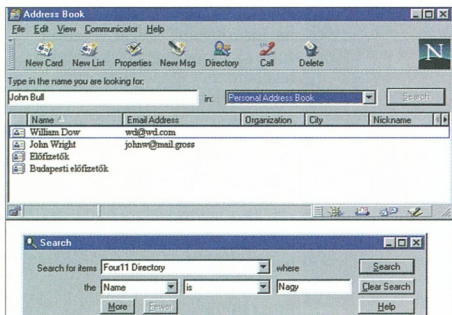 Address Book
File Edit View Communicator Help
New Card New List Properties New Msg Directory Call Delete
N
Type in the name you are looking for:
John Bull in: Personal Address Book Search
Name Email Address Organization City Nickname
William Dow wd@wd.com
John Wright johnw@mail.gross
Előfizetők
Budapesti előfizetők
Search
Search for items Four11 Directory where Search
the Name is Nagy Clear Search
More Fewer Help